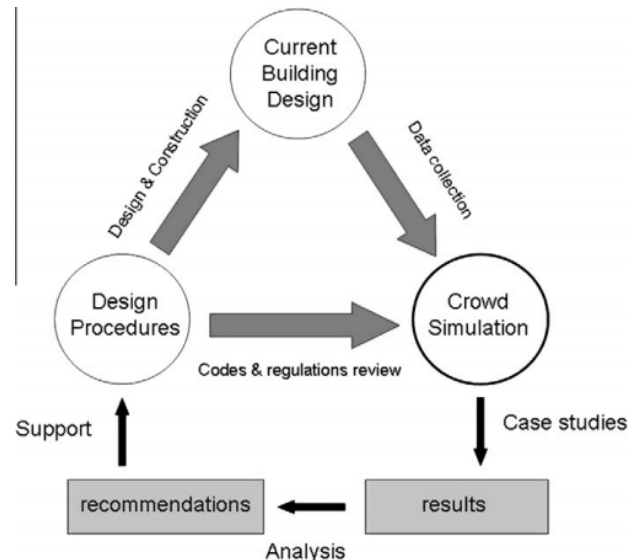 Current
Building
Design
Design & Construction
Data collection
Design
Procedures
Crowd
Simulation
Codes & regulations review
Support
Case studies
recommendations
results
Analysis